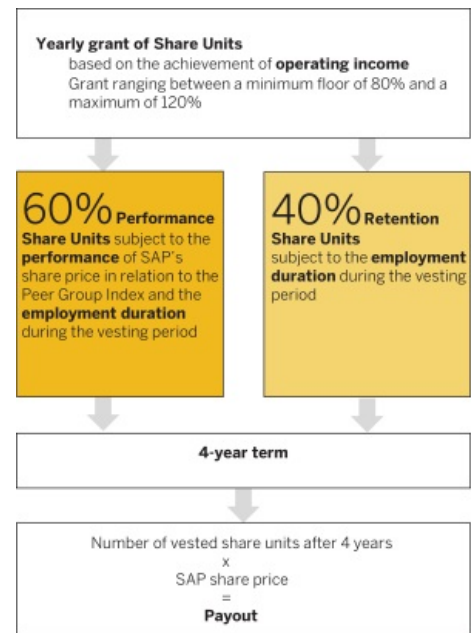 Yearly grant of Share Units
based on the achievement of operating income
Grant ranging between a minimum floor of 80% and a
maximum of 120%
60% Performance
Share Units subject to the
performance of SAP's
share price in relation to the
Peer Group Index and the
employment duration
during the vesting period
40% Retention
Share Units
subject to the employment
duration during the vesting
period
4-year term
Number of vested share units after 4 years
x
SAP share price
=
Payout